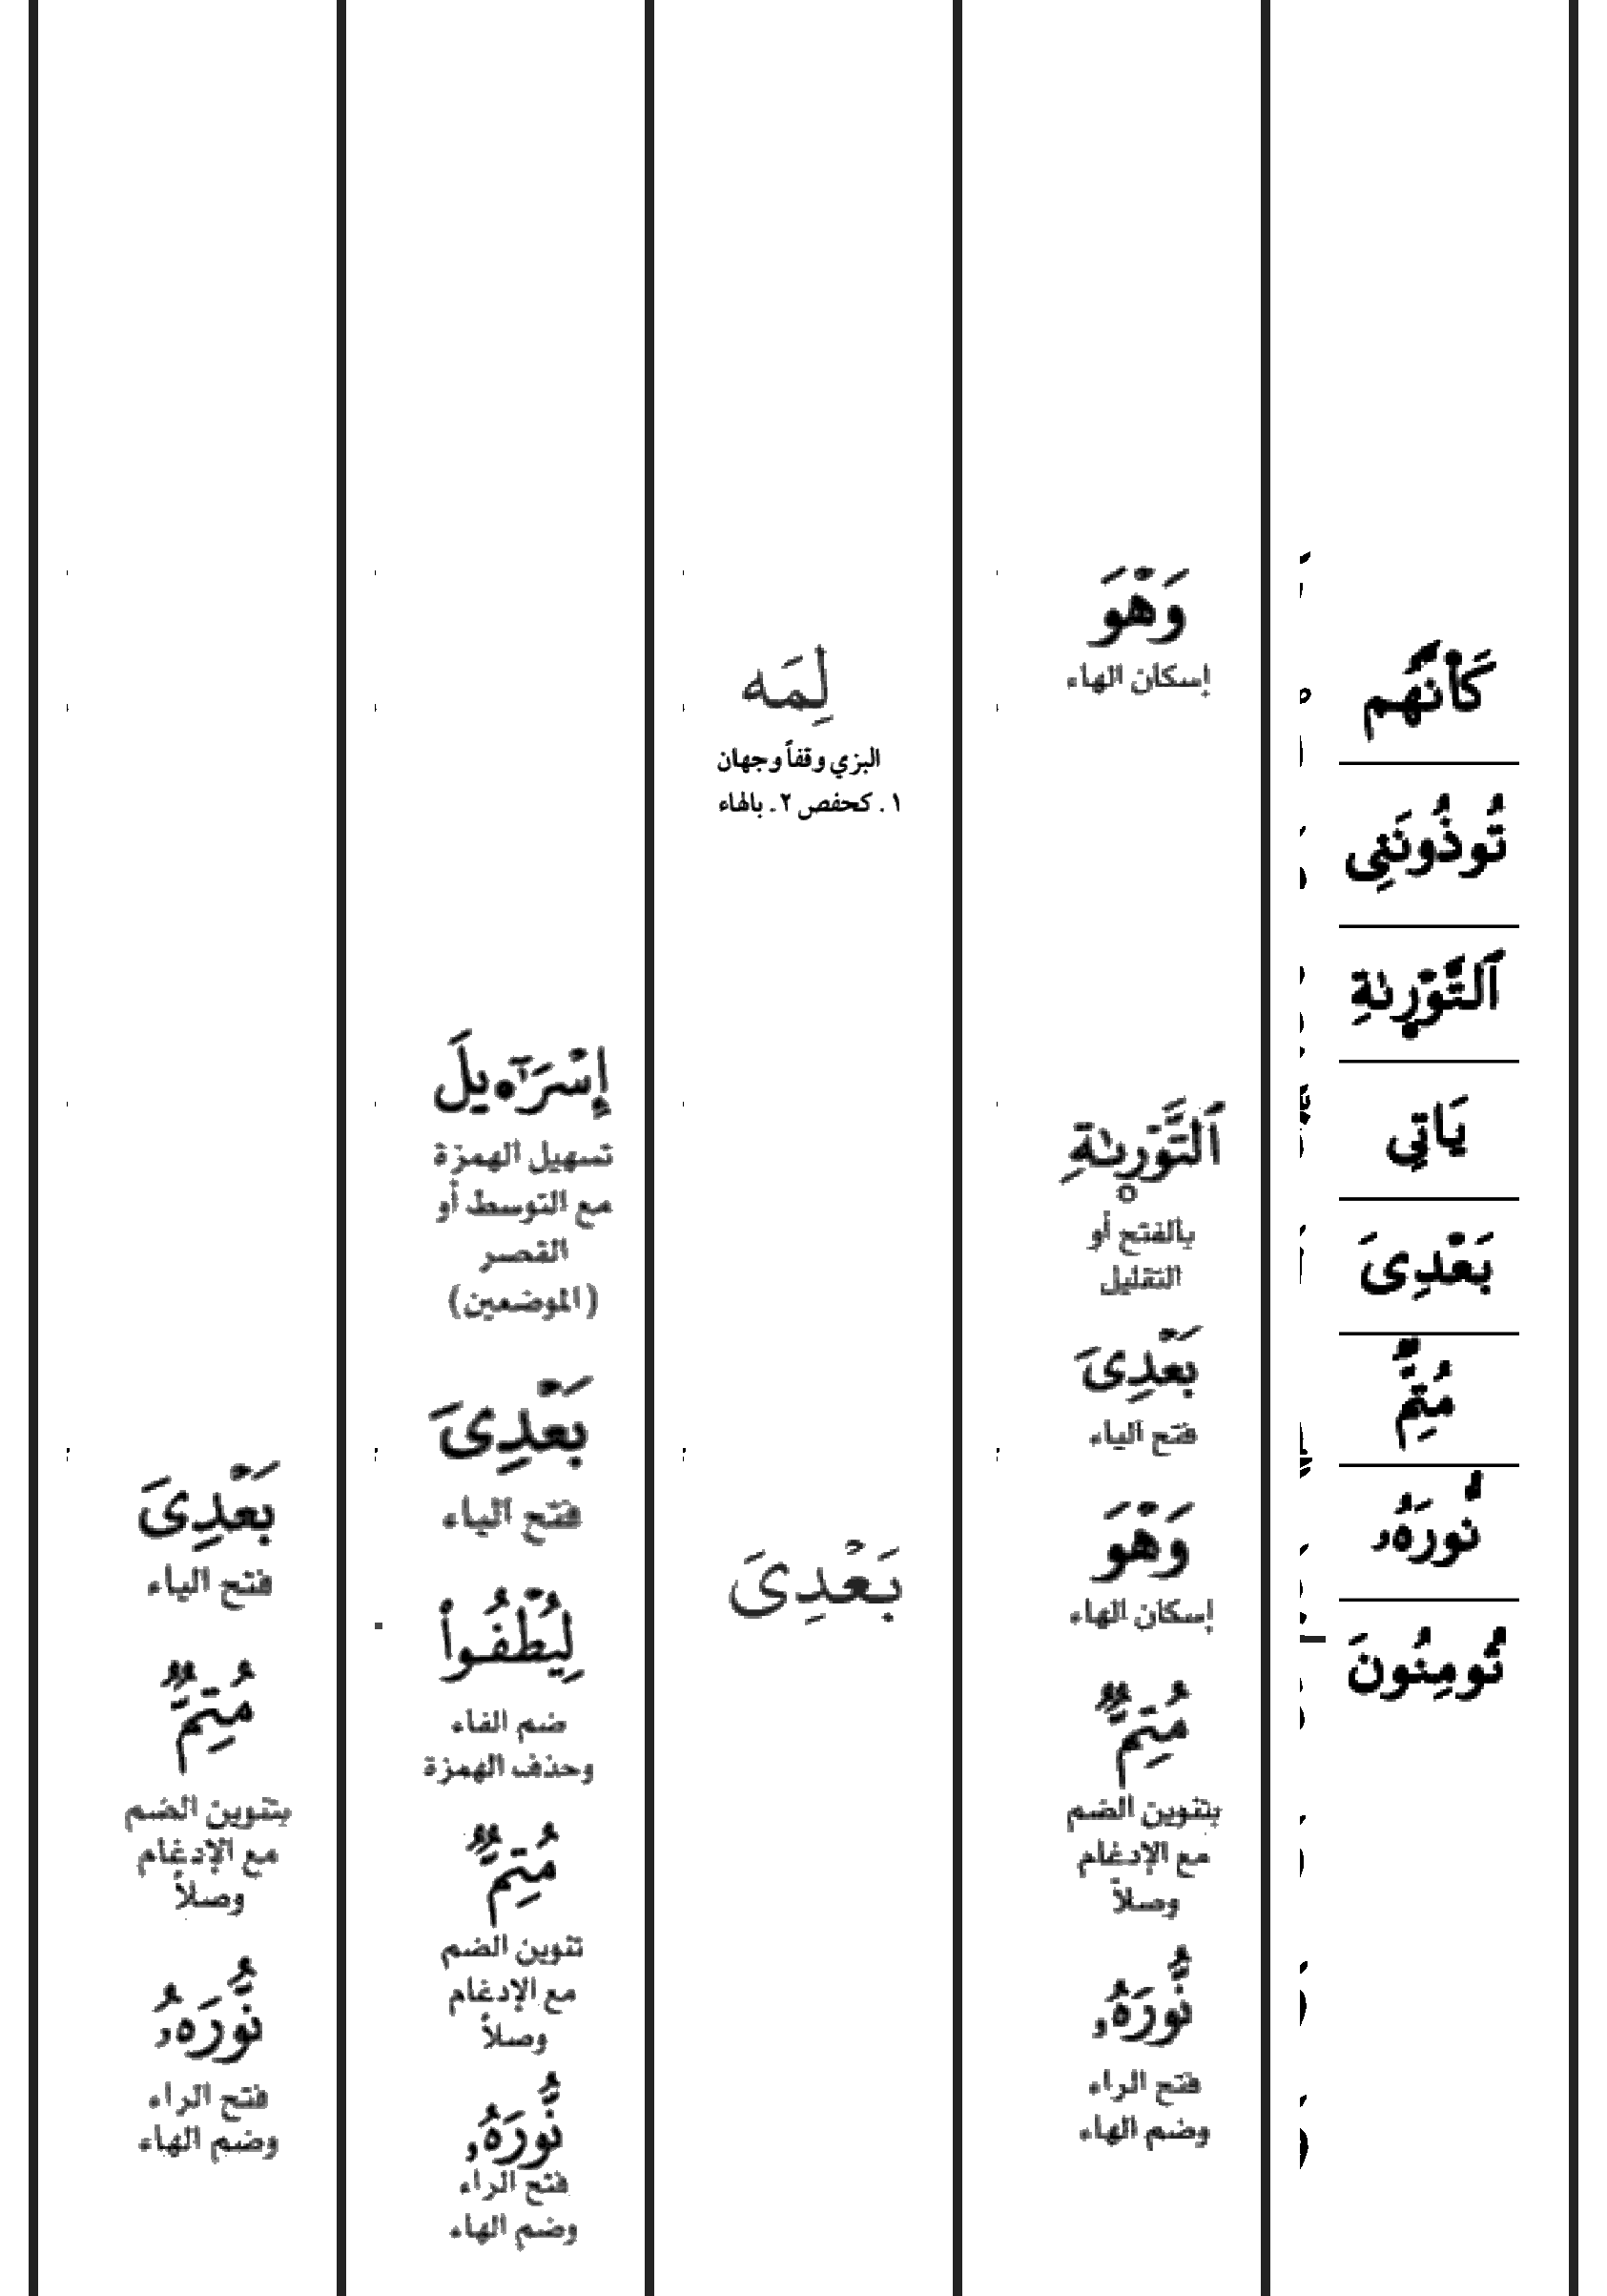 كَأَنَّهُم
تُوذُونَنِى
ٱلتَّوۡرٜىٰةِ
يَاتِى
بَعۡدِىَ
مُتِمٌّ
نُّورَهُۥ
تُومِنُونَ
وَهۡوَ
إسكان الهاء
ٱلتَّوۡرَىٰةِ
بالفتح أو
التقليل
بَعۡدِىَ
فتح الياء
وَهۡوَ
إسكان الهاء
مُتِمٌّ
بتنوين الضم
مع الإدغام
وصلاً
نُّورَهُۥ
فتح الراء
وضم الهاء
لِمَه
البزي وقفاً وجهان
١ . كحفص ٢ . بالهاء
بَعۡدِىَ
إِسۡرَآ•يلَ
تسهيل الهمزة
مع التوسط أو
القصر
(الموضعين)
بَعۡدِىَ
فتح الياء
لِيُطۡفُواْ
ضم الفاء
وحذف الهمزة
مُتِمٌّ
تنوين الضم
مع الإدغام
وصلاً
نُّورَهُۥ
فتح الراء
وضم الهاء
بَعۡدِىَ
فتح الياء
مُتِمٌّ
بتنوين الضم
مع الإدغام
وصلاً
نُّورَهُۥ
فتح الراء
وضم الهاء